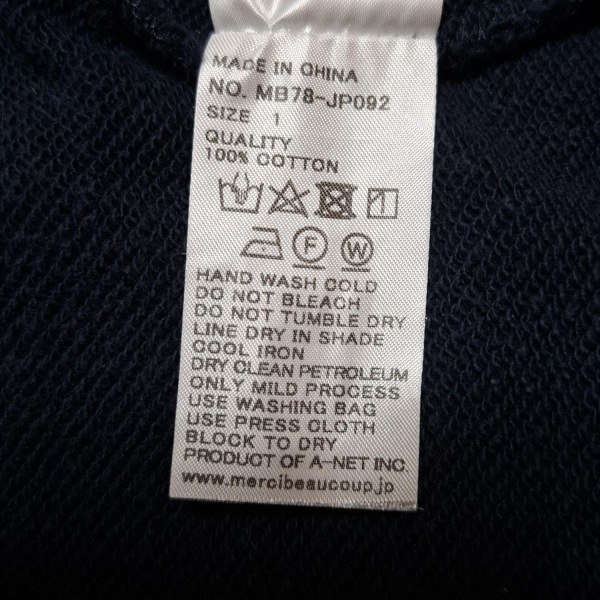 MADE IN CHINA
NO. MB78-JP092
SIZE 1
QUALITY
100% COTTON
F W
HAND WASH COLD
DO NOT BLEACH
DO NOT TUMBLE DRY
LINE DRY IN SHADE
COOL IRON
DRY CLEAN PETROLEUM
ONLY MILD PROCESS
USE WASHING BAG
USE PRESS CLOTH
BLOCK TO DRY
PRODUCT OF A-NET INC.
www.mercibeaucoup.jp